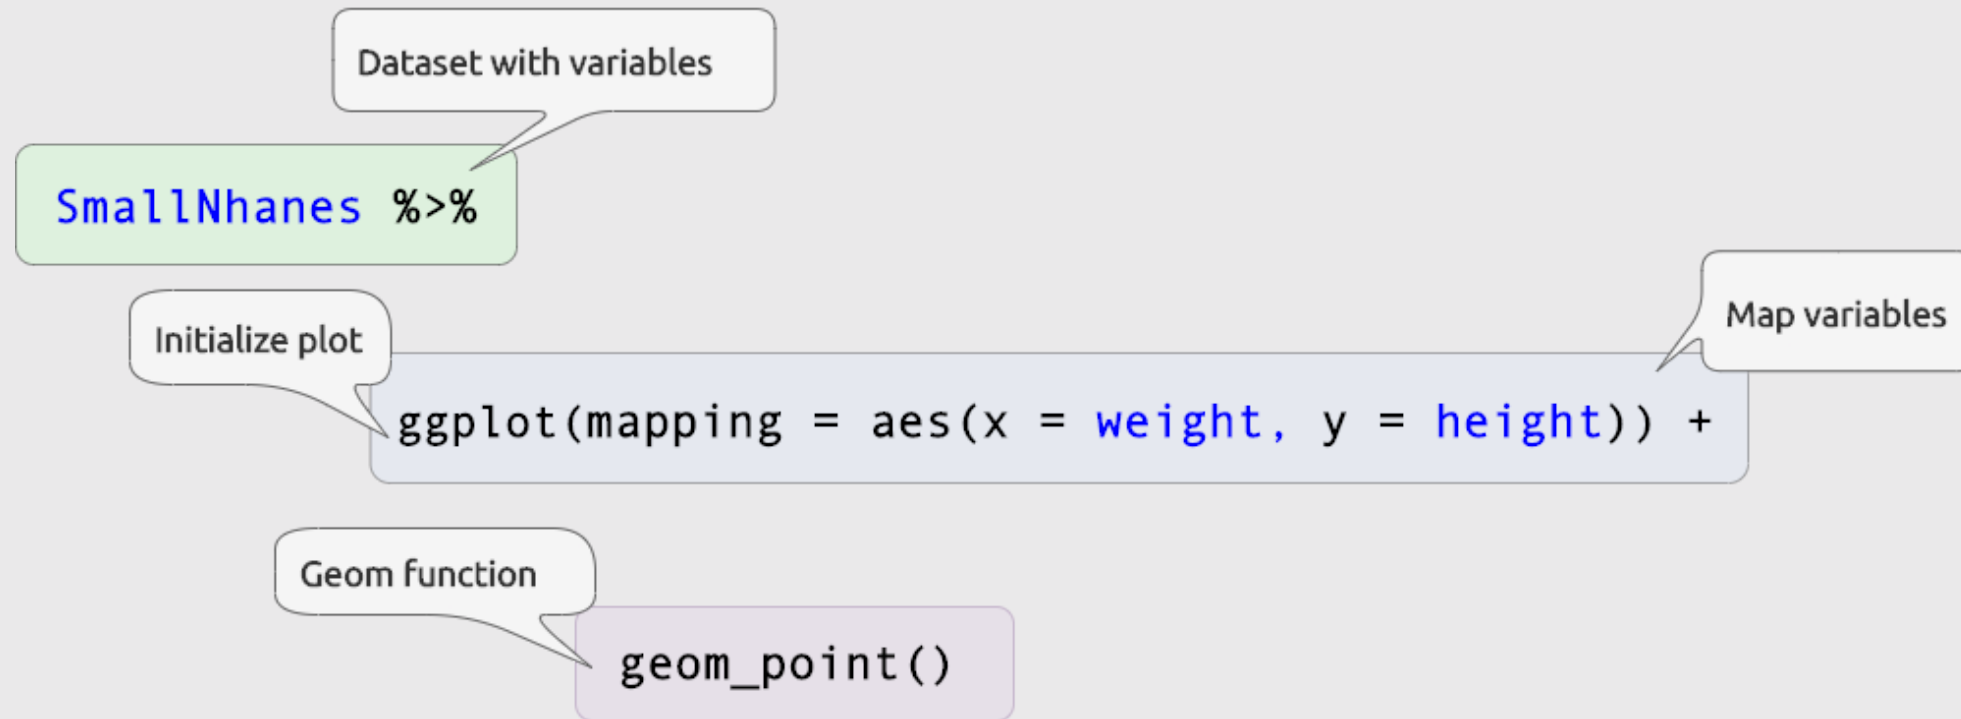 Dataset with variables
SmallNhanes %>%
Initialize plot
Map variables
ggplot(mapping = aes(x = weight, y = height)) +
Geom function
geom_point()